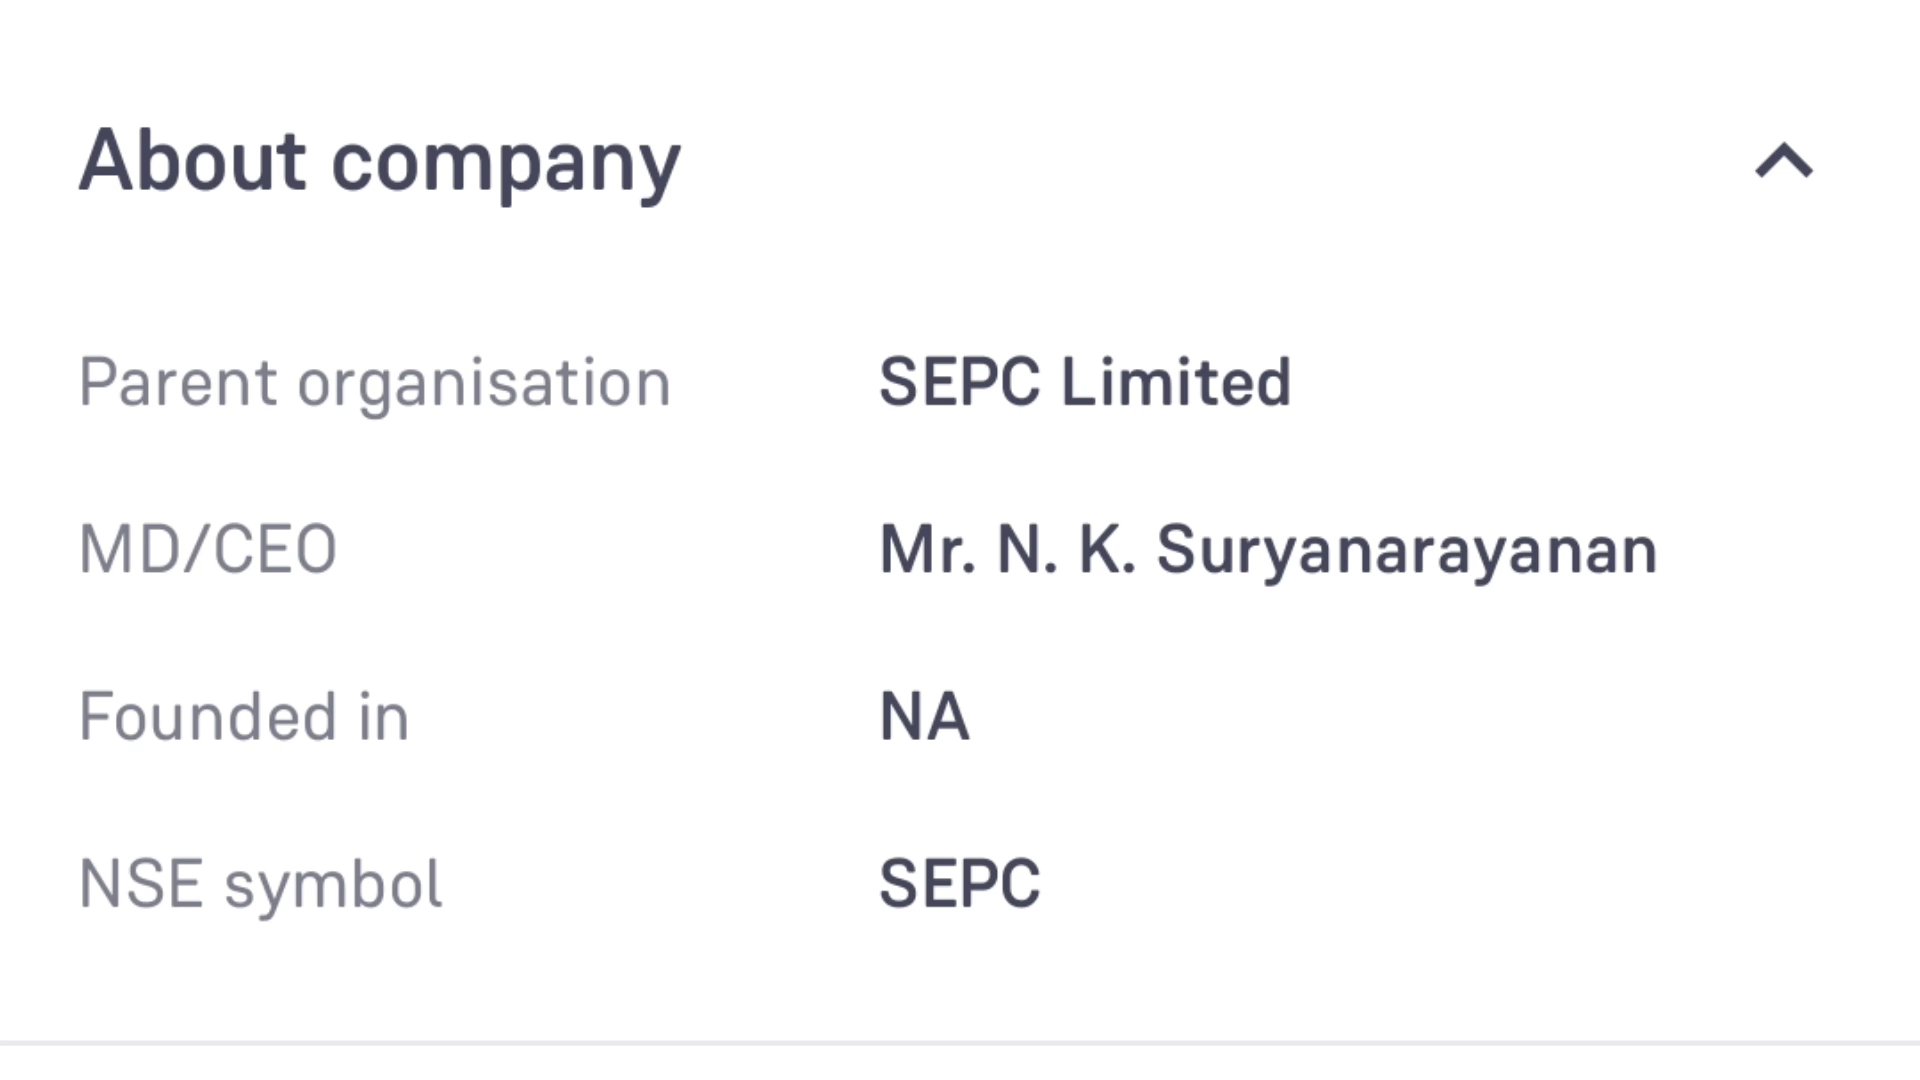 About company
Parent organisation SEPC Limited
MD/CEO Mr. N. K. Suryanarayanan
Founded in NA
NSE symbol SEPC